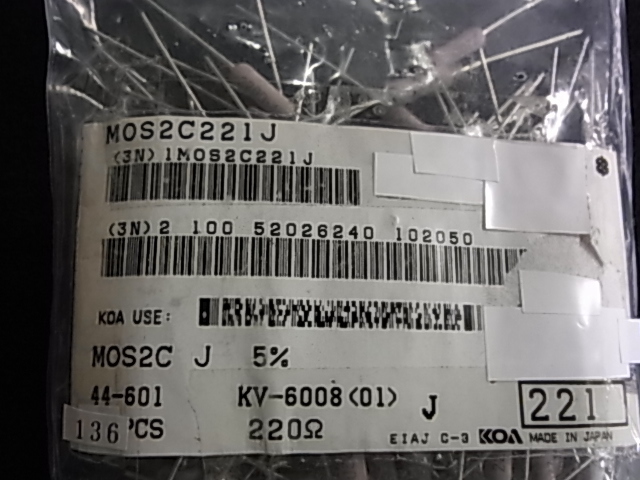 MOS2C221J
(3N)1MOS2C221J
(3N)2 100 52026240 102050
KOA USE:
MOS2C J 5%
44-601 KV-6008(01) J 221
136 PCS 220Ω EIAJ C-3 KOA MADE IN JAPAN